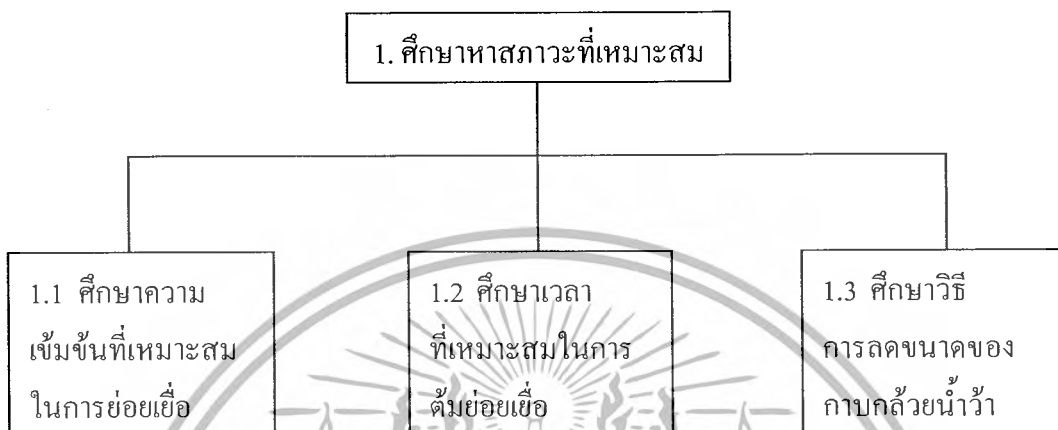 1. ศึกษาหาสภาวะที่เหมาะสม
1.1 ศึกษาความ
เข้มข้นที่เหมาะสม
ในการย่อยเยื่อ
1.2 ศึกษาเวลา
ที่เหมาะสมในการ
ต้มย่อยเยื่อ
1.3 ศึกษาวิธี
การลดขนาดของ
กาบกล้วยน้ำว้า